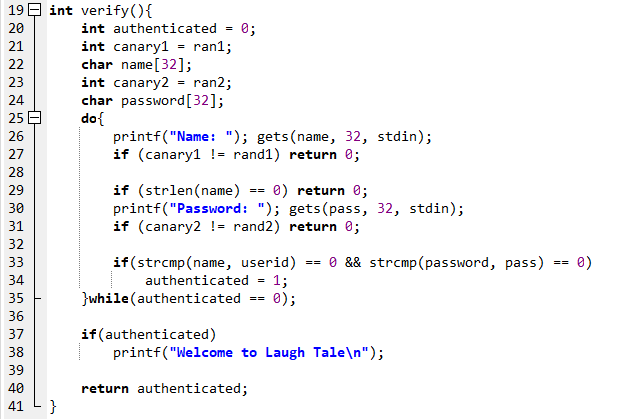 19 int verify(){
20 int authenticated = 0;
21 int canary1 = ran1;
22 char name[32];
23 int canary2 = ran2;
24 char password[32];
25 do{
26 printf("Name: "); gets(name, 32, stdin);
27 if (canary1 != rand1) return 0;
28
29 if (strlen(name) == 0) return 0;
30 printf("Password: "); gets(pass, 32, stdin);
31 if (canary2 != rand2) return 0;
32
33 if(strcmp(name, userid) == 0 && strcmp(password, pass) == 0)
34 authenticated = 1;
35 }while(authenticated == 0);
36
37 if(authenticated)
38 printf("Welcome to Laugh Tale\n");
39
40 return authenticated;
41 }